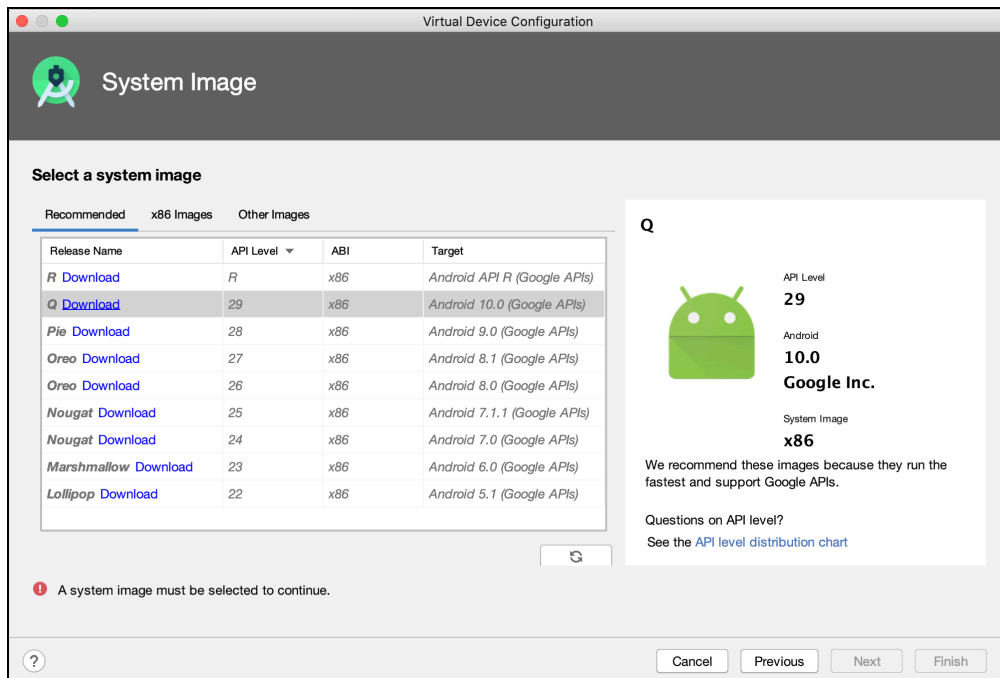 Virtual Device Configuration
System Image
Select a system image
Recommended x86 Images Other Images
Release Name API Level ABI Target
R Download R x86 Android API R (Google APIs)
Q Download 29 x86 Android 10.0 (Google APIs)
Pie Download 28 x86 Android 9.0 (Google APIs)
Oreo Download 27 x86 Android 8.1 (Google APIs)
Oreo Download 26 x86 Android 8.0 (Google APIs)
Nougat Download 25 x86 Android 7.1.1 (Google APIs)
Nougat Download 24 x86 Android 7.0 (Google APIs)
Marshmallow Download 23 x86 Android 6.0 (Google APIs)
Lollipop Download 22 x86 Android 5.1 (Google APIs)
Q
API Level
29
Android
10.0
Google Inc.
System Image
x86
We recommend these images because they run the
fastest and support Google APIs.
Questions on API level?
See the API level distribution chart
! A system image must be selected to continue.
? Cancel Previous Next Finish